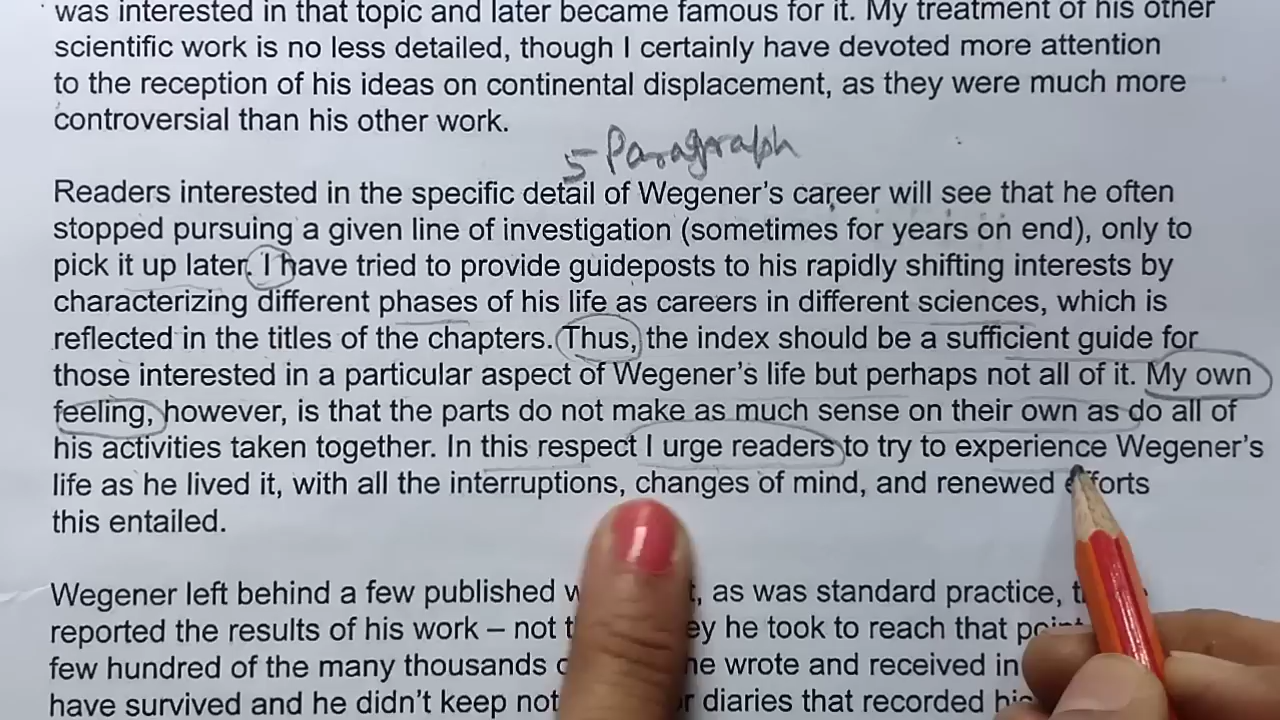 was interested in that topic and later became famous for it. My treatment of his other
scientific work is no less detailed, though I certainly have devoted more attention
to the reception of his ideas on continental displacement, as they were much more
controversial than his other work.
5 Paragraph
Readers interested in the specific detail of Wegener's career will see that he often
stopped pursuing a given line of investigation (sometimes for years on end), only to
pick it up later. I have tried to provide guideposts to his rapidly shifting interests by
characterizing different phases of his life as careers in different sciences, which is
reflected in the titles of the chapters. Thus, the index should be a sufficient guide for
those interested in a particular aspect of Wegener's life but perhaps not all of it. My own
feeling, however, is that the parts do not make as much sense on their own as do all of
his activities taken together. In this respect I urge readers to try to experience Wegener's
life as he lived it, with all the interruptions, changes of mind, and renewed efforts
this entailed.
Wegener left behind a few published as was standard practice,
reported the results of his work – not he took to reach that
few hundred of the many thousands wrote and received in
have survived and he didn't keep diaries that recorded